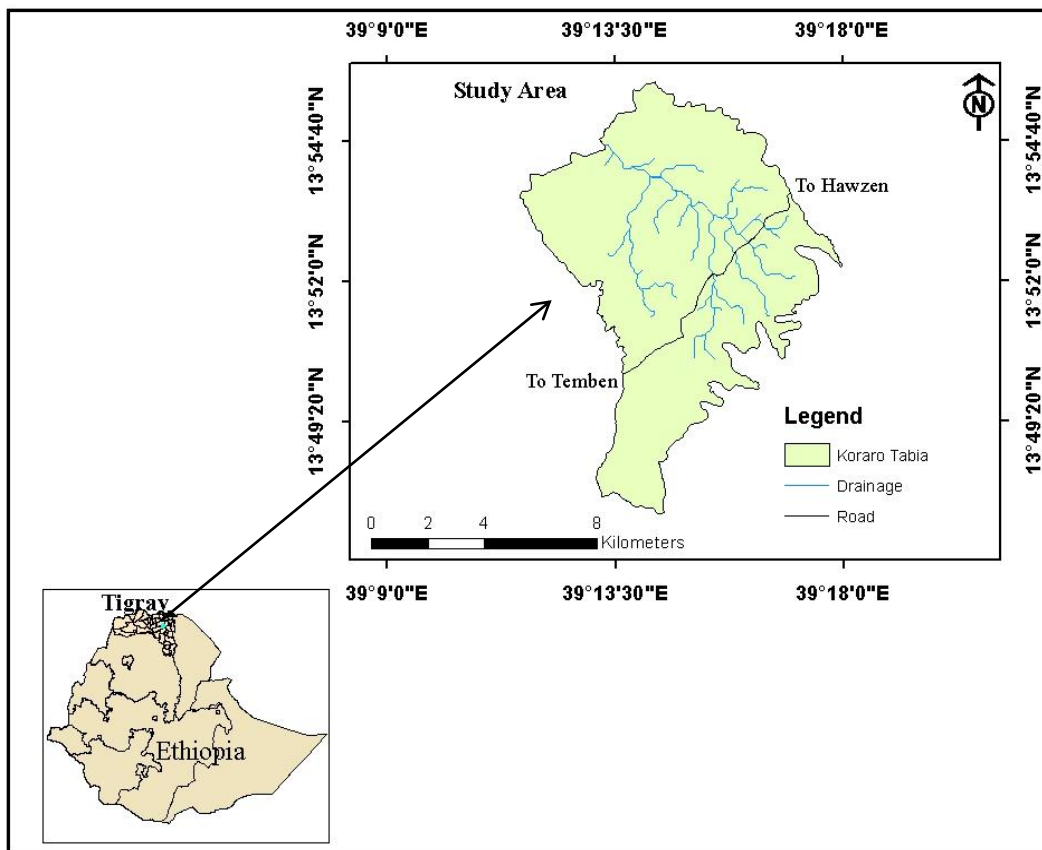 39°9'0"E 39°13'30"E 39°18'0"E
Study Area
N
13°54'40"N 13°54'40"N
To Hawzen
13°52'0"N 13°52'0"N
To Temben
13°49'20"N 13°49'20"N
Legend
Koraro Tabia
Drainage
Road
0 2 4 8
Kilometers
39°9'0"E 39°13'30"E 39°18'0"E
Tigray
Ethiopia